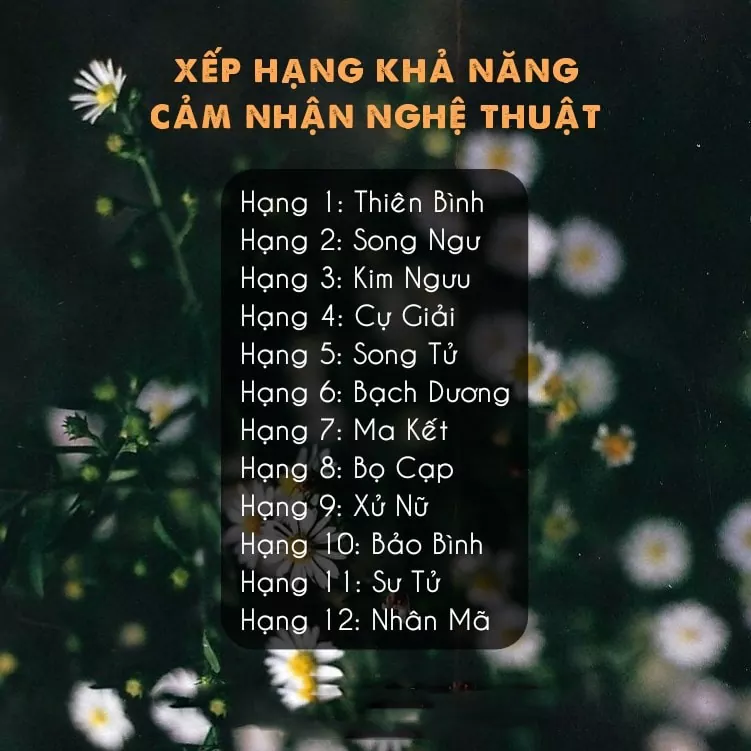 XẾP HẠNG KHẢ NĂNG
CẢM NHẬN NGHỆ THUẬT
Hạng 1: Thiên Bình
Hạng 2: Song Ngư
Hạng 3: Kim Ngưu
Hạng 4: Cự Giải
Hạng 5: Song Tử
Hạng 6: Bạch Dương
Hạng 7: Ma Kết
Hạng 8: Bọ Cạp
Hạng 9: Xử Nữ
Hạng 10: Bảo Bình
Hạng 11: Sư Tử
Hạng 12: Nhân Mã